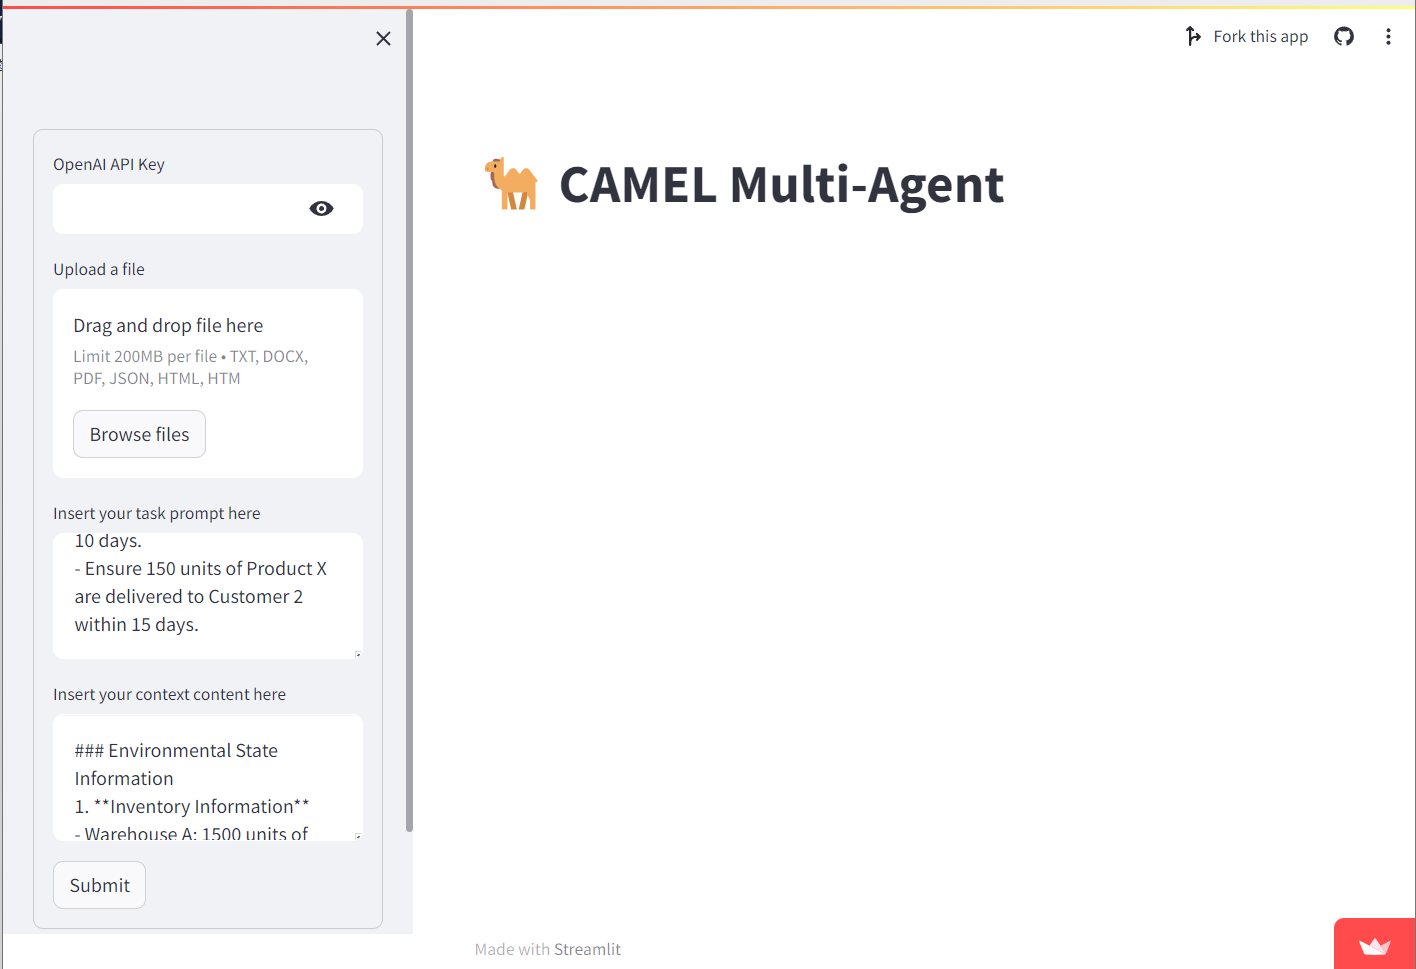 Fork this app
OpenAI API Key
Upload a file
Drag and drop file here
Limit 200MB per file • TXT, DOCX,
PDF, JSON, HTML, HTM
Browse files
Insert your task prompt here
10 days.
- Ensure 150 units of Product X
are delivered to Customer 2
within 15 days.
Insert your context content here
### Environmental State
Information
1. **Inventory Information**
- Warehouse A: 1500 units of
Submit
CAMEL Multi-Agent
Made with Streamlit